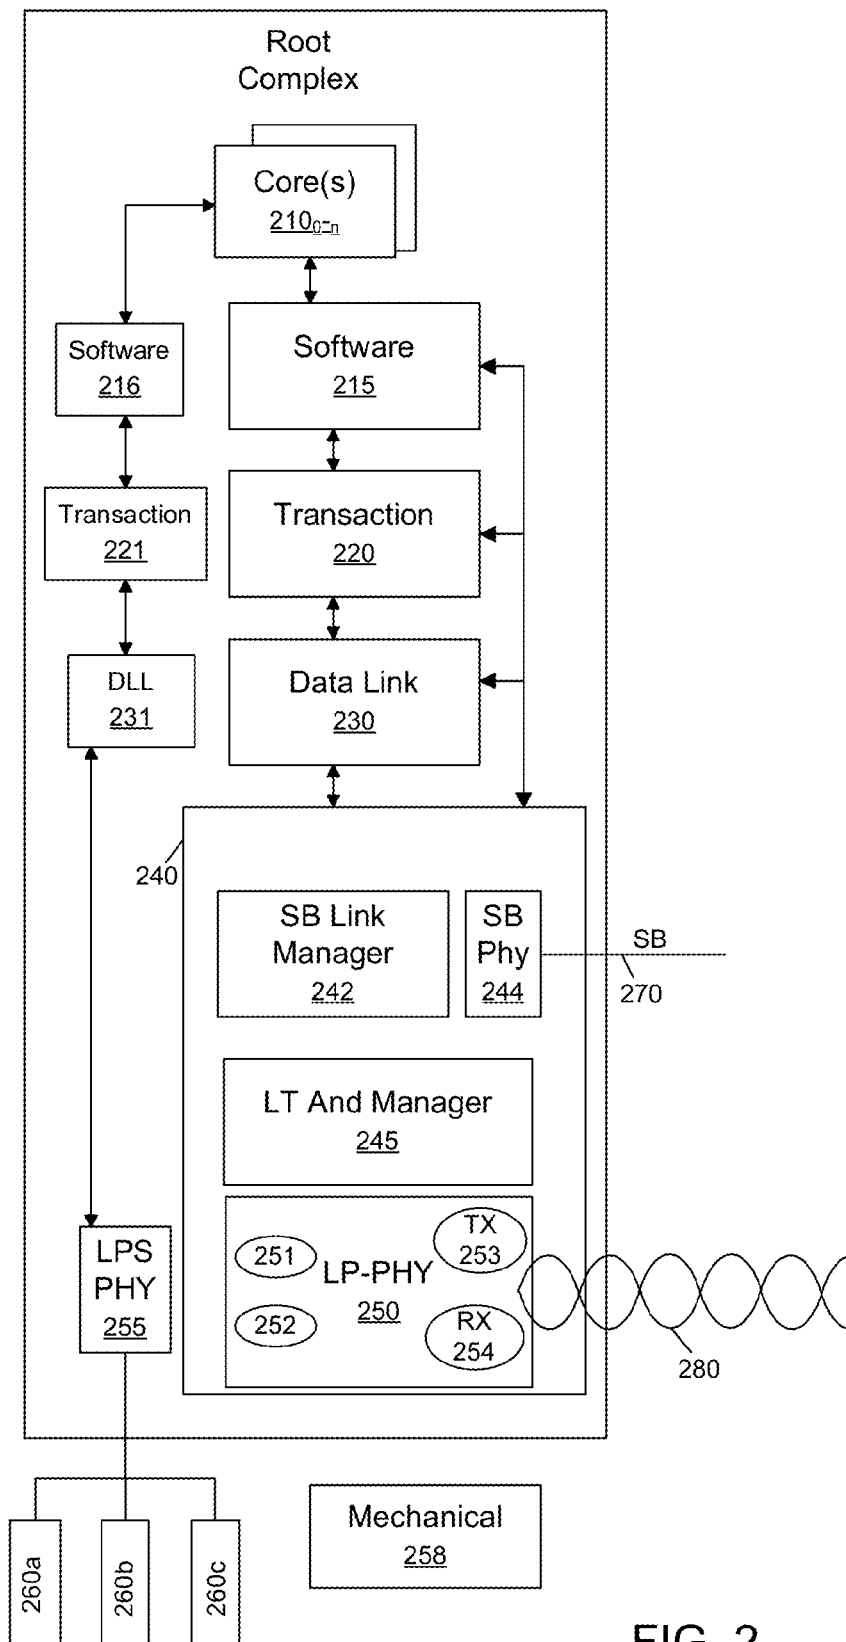 Root
Complex
Core(s)
210₀₋ₙ
Software
216
Software
215
Transaction
221
Transaction
220
DLL
231
Data Link
230
240
SB Link
Manager
242
SB
Phy
244
SB
270
LT And Manager
245
LPS
PHY
255
251
252
LP-PHY
250
TX
253
RX
254
280
Mechanical
258
260a
260b
260c
FIG. 2